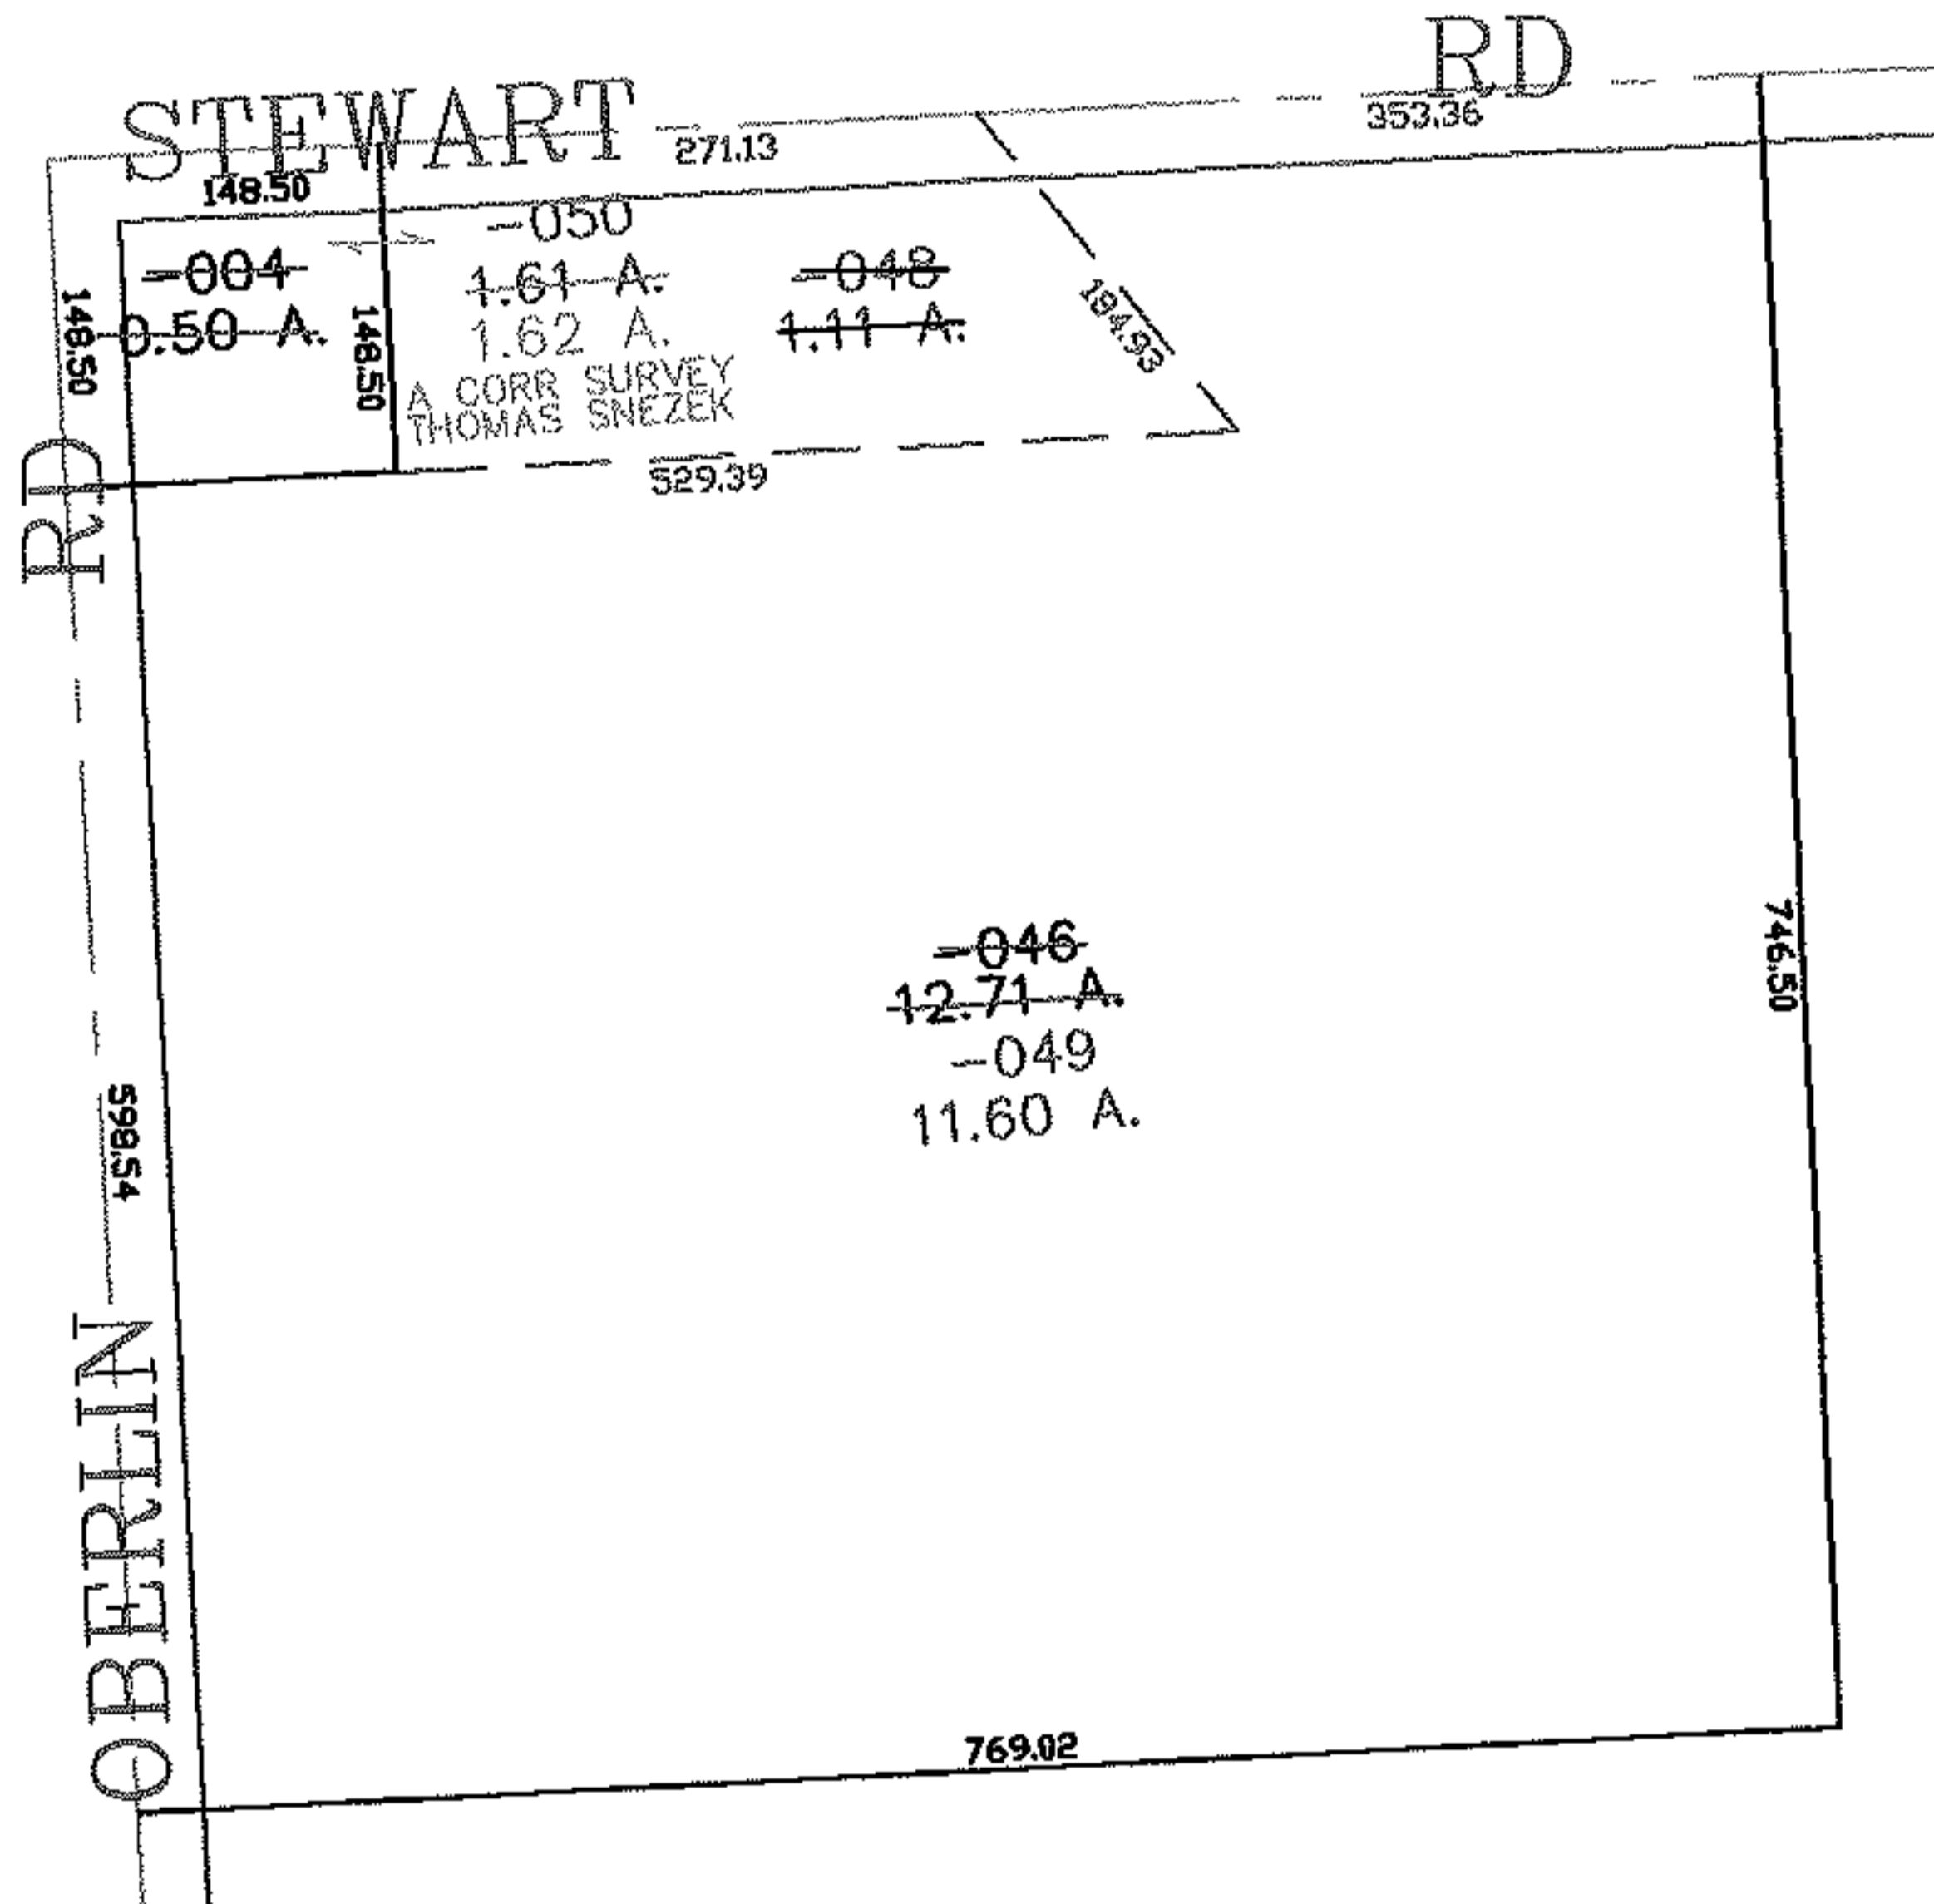 STEWART RD
353.36
271.13
148.50
-050
-004
1.61 A.
-048
0.50 A.
1.62 A.
1.11 A.
148.50
148.50
184.93
A CORR SURVEY
THOMAS SNEZEK
529.39
OBERLIN RD
-046
12.71 A.
-049
11.60 A.
746.50
598.54
769.02